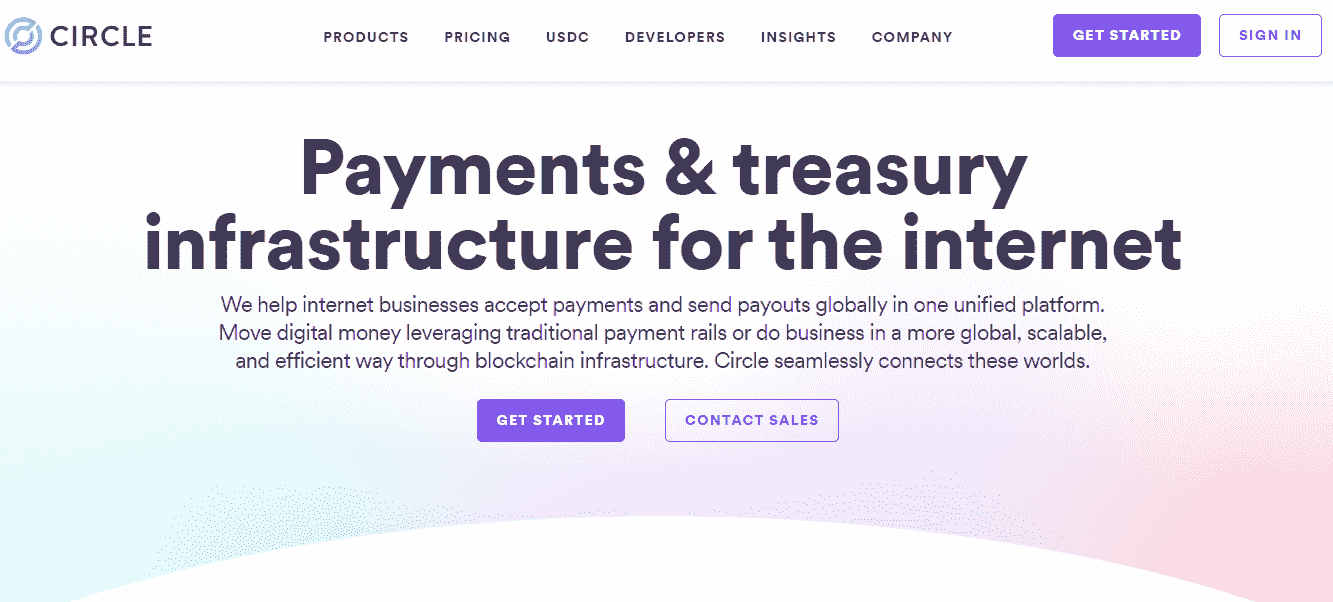 CIRCLE
PRODUCTS PRICING USDC DEVELOPERS INSIGHTS COMPANY
GET STARTED SIGN IN
Payments & treasury
infrastructure for the internet
We help internet businesses accept payments and send payouts globally in one unified platform.
Move digital money leveraging traditional payment rails or do business in a more global, scalable,
and efficient way through blockchain infrastructure. Circle seamlessly connects these worlds.
GET STARTED CONTACT SALES